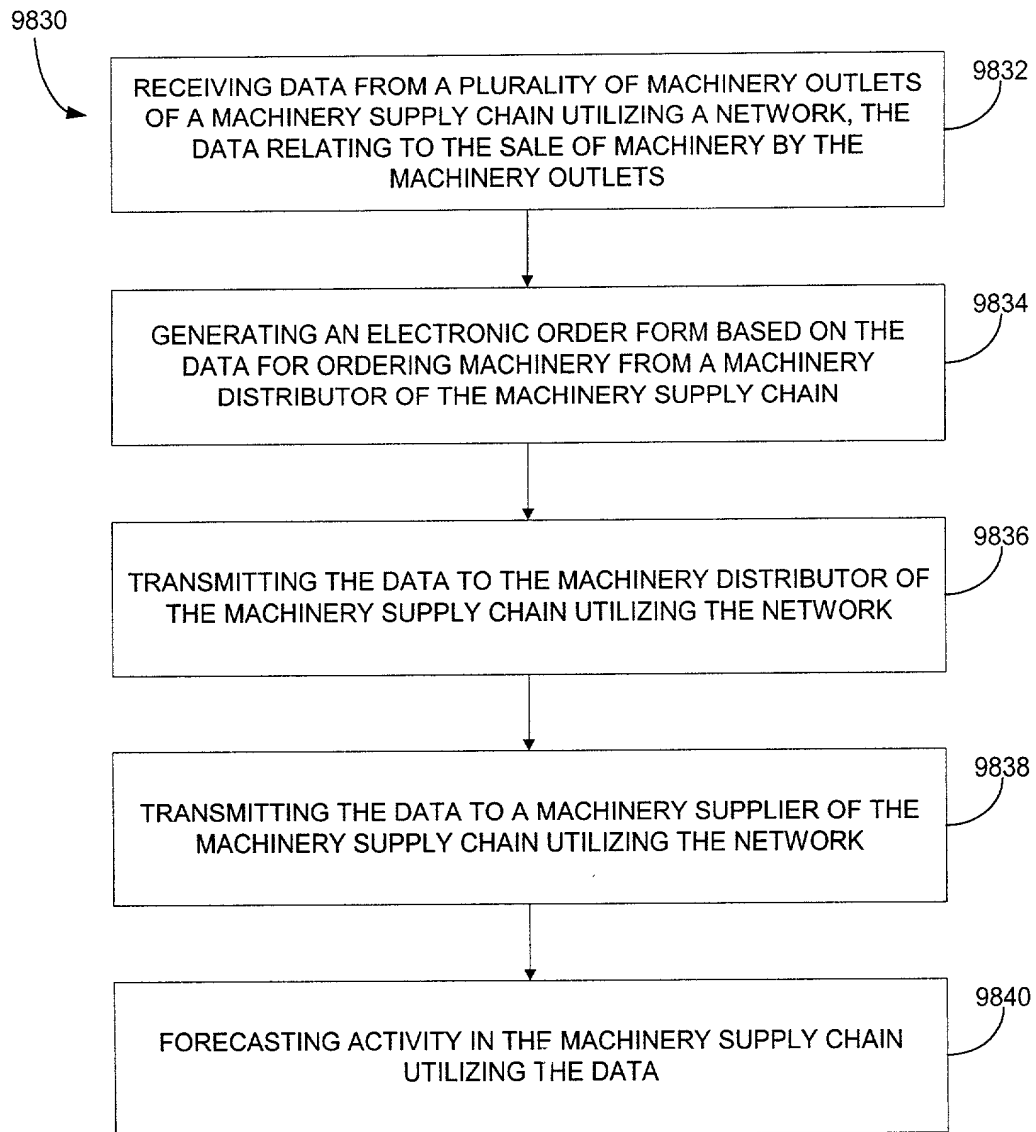 9830
9832
RECEIVING DATA FROM A PLURALITY OF MACHINERY OUTLETS
OF A MACHINERY SUPPLY CHAIN UTILIZING A NETWORK, THE
DATA RELATING TO THE SALE OF MACHINERY BY THE
MACHINERY OUTLETS
9834
GENERATING AN ELECTRONIC ORDER FORM BASED ON THE
DATA FOR ORDERING MACHINERY FROM A MACHINERY
DISTRIBUTOR OF THE MACHINERY SUPPLY CHAIN
9836
TRANSMITTING THE DATA TO THE MACHINERY DISTRIBUTOR OF
THE MACHINERY SUPPLY CHAIN UTILIZING THE NETWORK
9838
TRANSMITTING THE DATA TO A MACHINERY SUPPLIER OF THE
MACHINERY SUPPLY CHAIN UTILIZING THE NETWORK
9840
FORECASTING ACTIVITY IN THE MACHINERY SUPPLY CHAIN
UTILIZING THE DATA